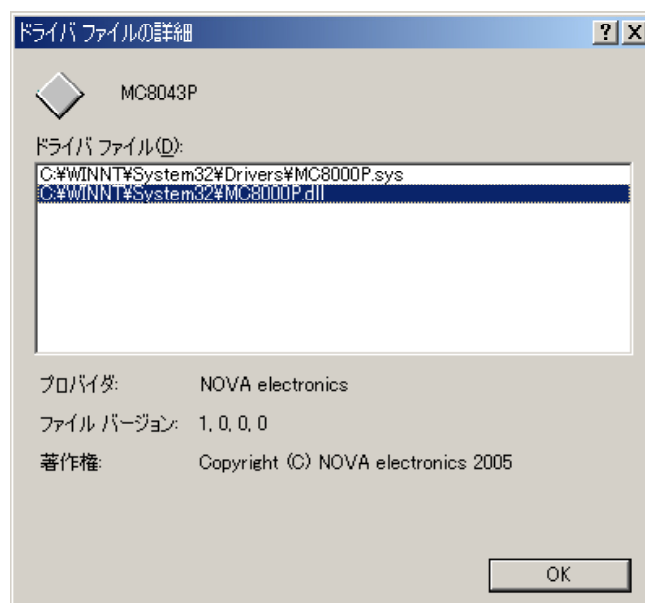 ドライバ ファイルの詳細
MC8043P
ドライバ ファイル(D):
C:¥WINNT¥System32¥Drivers¥MC8000P.sys
C:¥WINNT¥System32¥MC8000P.dll
プロバイダ: NOVA electronics
ファイル バージョン: 1, 0, 0, 0
著作権: Copyright (C) NOVA electronics 2005
OK